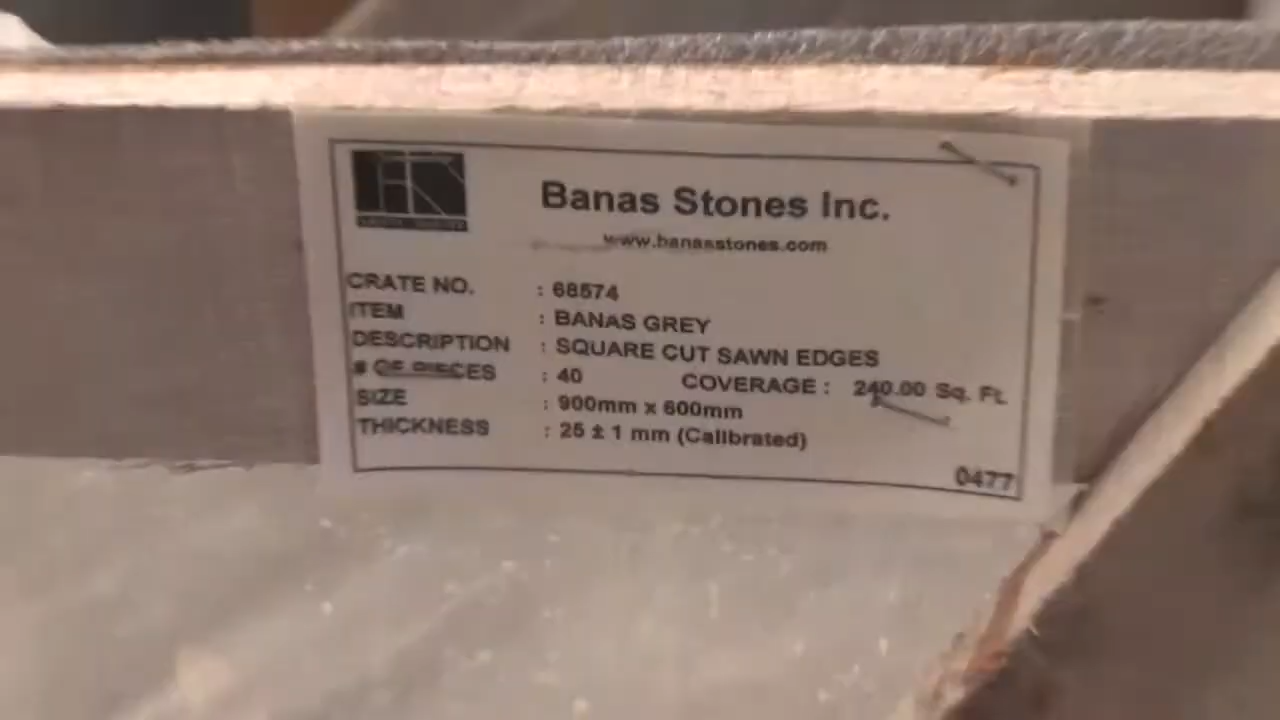 Banas Stones Inc.
www.banasstones.com
CRATE NO. : 68574
ITEM : BANAS GREY
DESCRIPTION : SQUARE CUT SAWN EDGES
# OF PIECES : 40 COVERAGE : 240.00 Sq. Ft.
SIZE : 900mm x 600mm
THICKNESS : 25 ± 1 mm (Calibrated)
0477